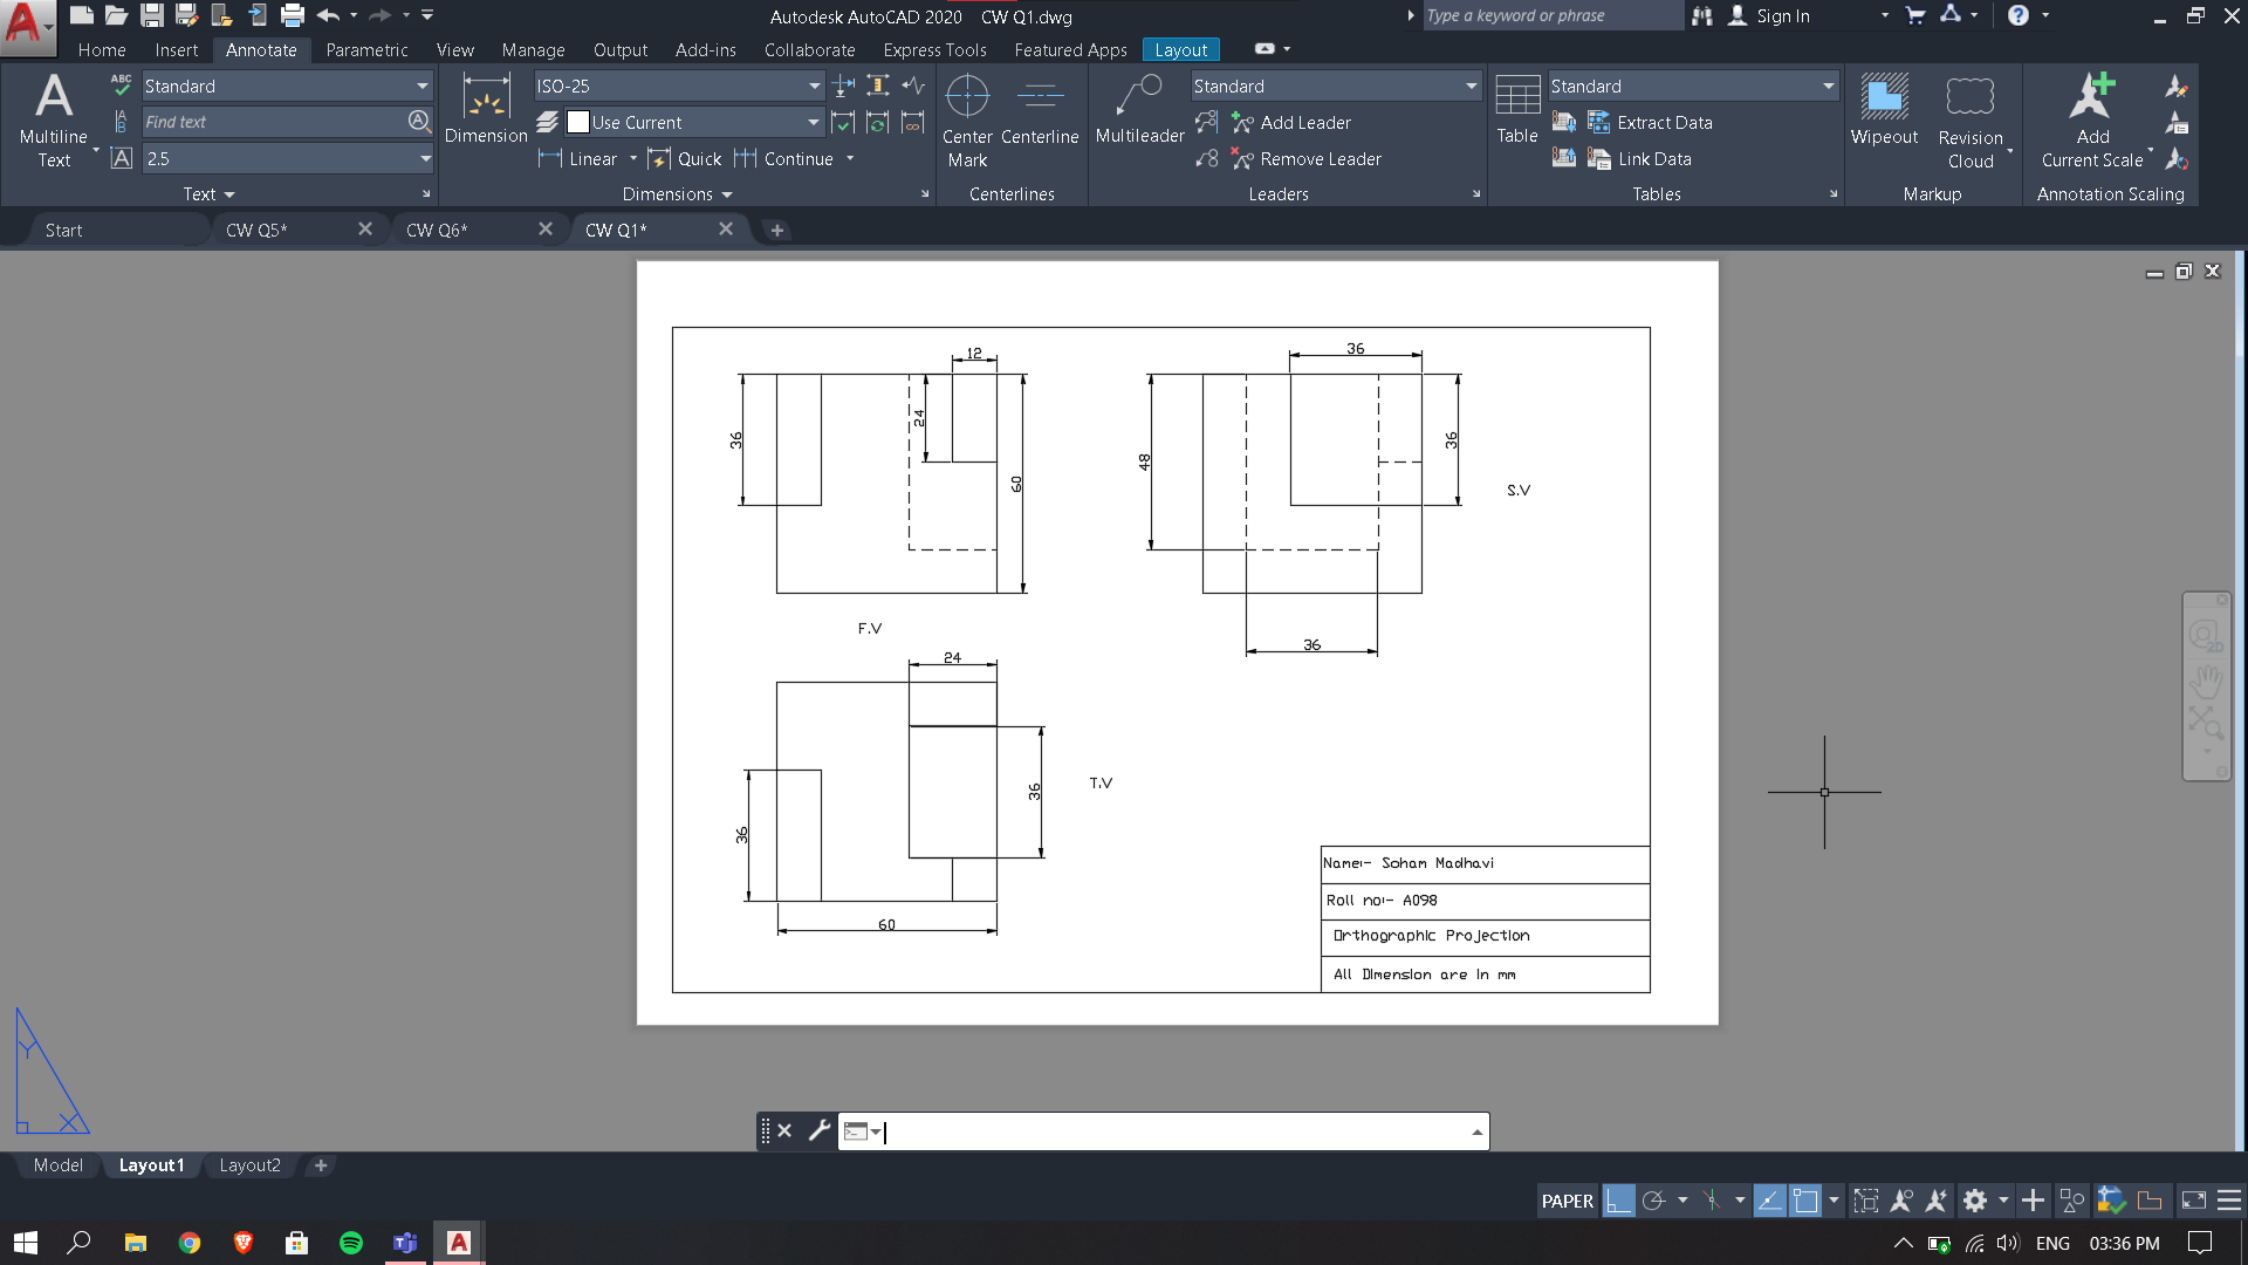 Autodesk AutoCAD 2020 CW Q1.dwg
Type a keyword or phrase
Sign In
Home Insert Annotate Parametric View Manage Output Add-ins Collaborate Express Tools Featured Apps Layout
Multiline Text
ABC
Standard
Find text
2.5
Text
Dimension
ISO-25
Use Current
Linear Quick Continue
Dimensions
Center Mark
Centerline
Centerlines
Multileader
Standard
Add Leader
Remove Leader
Leaders
Table
Standard
Extract Data
Link Data
Tables
Wipeout
Revision Cloud
Markup
Add Current Scale
Annotation Scaling
Start CW Q5* CW Q6* CW Q1*
12
36
24
60
F.V
36
48
36
S.V
36
24
36
36
60
T.V
Name:- Soham Madhavi
Roll no:- A098
Orthographic Projection
All Dimension are in mm
2D
Y
X
Model Layout1 Layout2
PAPER
ENG 03:36 PM